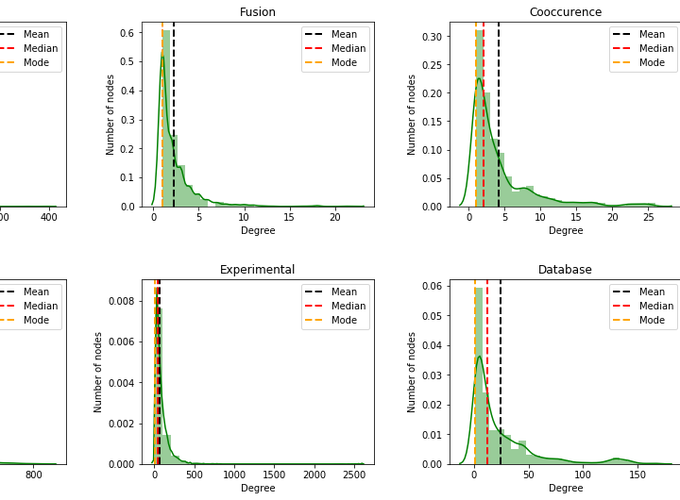 Fusion
Cooccurence
Mean
Median
Mode
Mean
Median
Mode
Mean
Median
Mode
Number of nodes
0.6
0.5
0.4
0.3
0.2
0.1
0.0
Number of nodes
0.30
0.25
0.20
0.15
0.10
0.05
0.00
400
0 5 10 15 20
Degree
0 5 10 15 20 25
Degree
Experimental
Database
Mean
Median
Mode
Mean
Median
Mode
Mean
Median
Mode
Number of nodes
0.008
0.006
0.004
0.002
0.000
Number of nodes
0.06
0.05
0.04
0.03
0.02
0.01
0.00
800
0 500 1000 1500 2000 2500
Degree
0 50 100 150
Degree